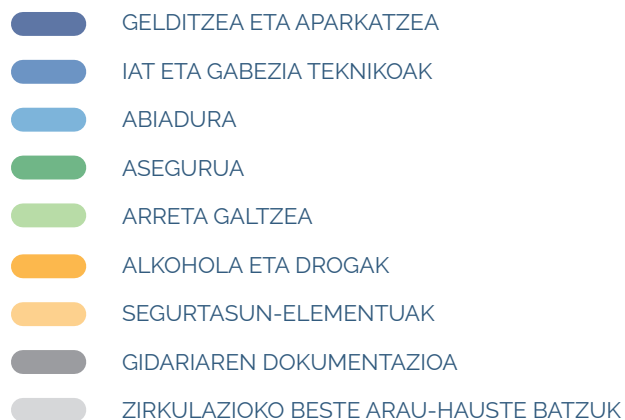 GELDITZEA ETA APARKATZEA
IAT ETA GABEZIA TEKNIKOAK
ABIADURA
ASEGURUA
ARRETA GALTZEA
ALKOHOLA ETA DROGAK
SEGURTASUN-ELEMENTUAK
GIDARIAREN DOKUMENTAZIOA
ZIRKULAZIOKO BESTE ARAU-HAUSTE BATZUK